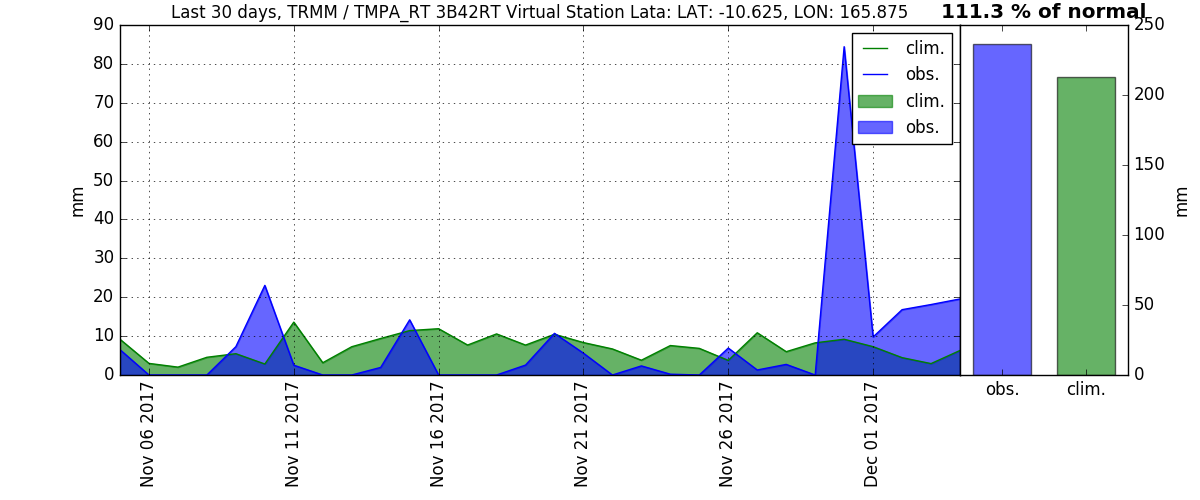 Last 30 days, TRMM / TMPA_RT 3B42RT Virtual Station Lata: LAT: -10.625, LON: 165.875
111.3 % of normal
90
80
70
60
50
40
30
20
10
0
mm
clim.
obs.
clim.
obs.
250
200
150
100
50
0
mm
obs.
clim.
Nov 06 2017
Nov 11 2017
Nov 16 2017
Nov 21 2017
Nov 26 2017
Dec 01 2017